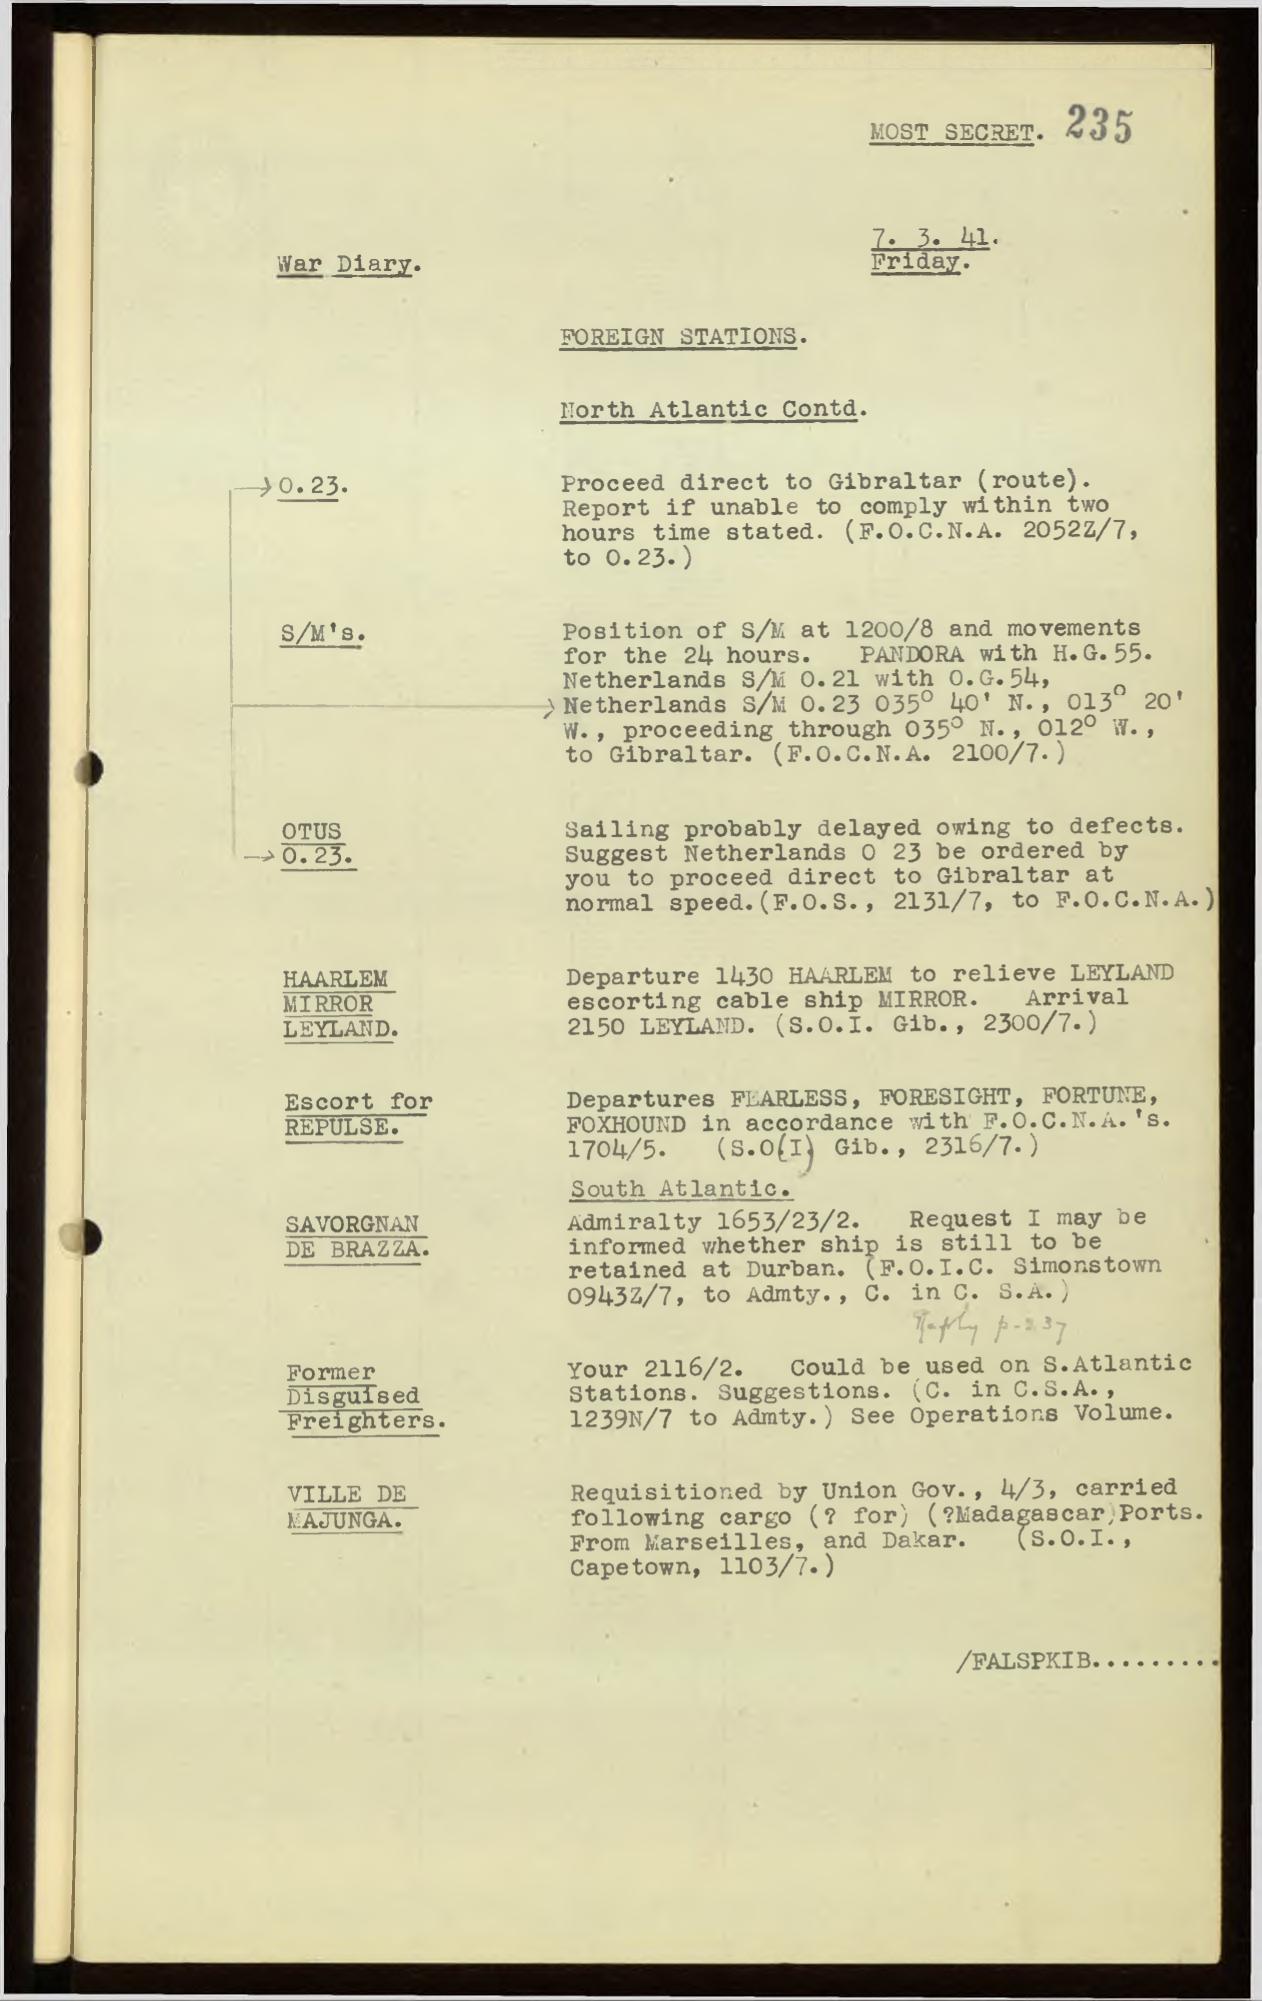 MOST SECRET. 235
7. 3. 41.
War Diary.
Friday.
FOREIGN STATIONS.
North Atlantic Contd.
O.23.
Proceed direct to Gibraltar (route).
Report if unable to comply within two
hours time stated. (F.O.C.N.A. 2052Z/7,
to O.23.)
S/M's.
Position of S/M at 1200/8 and movements
for the 24 hours. PANDORA with H.G.55.
Netherlands S/M O.21 with O.G.54,
Netherlands S/M O.23 035° 40' N., 013° 20'
W., proceeding through 035° N., 012° W.,
to Gibraltar. (F.O.C.N.A. 2100/7.)
OTUS
O.23.
Sailing probably delayed owing to defects.
Suggest Netherlands O 23 be ordered by
you to proceed direct to Gibraltar at
normal speed.(F.O.S., 2131/7, to F.O.C.N.A.)
HAARLEM
MIRROR
LEYLAND.
Departure 1430 HAARLEM to relieve LEYLAND
escorting cable ship MIRROR. Arrival
2150 LEYLAND. (S.O.I. Gib., 2300/7.)
Escort for
REPULSE.
Departures FEARLESS, FORESIGHT, FORTUNE,
FOXHOUND in accordance with F.O.C.N.A.'s.
1704/5. (S.O(I) Gib., 2316/7.)
South Atlantic.
SAVORGNAN
DE BRAZZA.
Admiralty 1653/23/2. Request I may be
informed whether ship is still to be
retained at Durban. (F.O.I.C. Simonstown
0943Z/7, to Admty., C. in C. S.A.)
Reply p-237
Former
Disguised
Freighters.
Your 2116/2. Could be used on S.Atlantic
Stations. Suggestions. (C. in C.S.A.,
1239N/7 to Admty.) See Operations Volume.
VILLE DE
MAJUNGA.
Requisitioned by Union Gov., 4/3, carried
following cargo (? for) (?Madagascar)Ports.
From Marseilles, and Dakar. (S.O.I.,
Capetown, 1103/7.)
/FALSPKIB.........